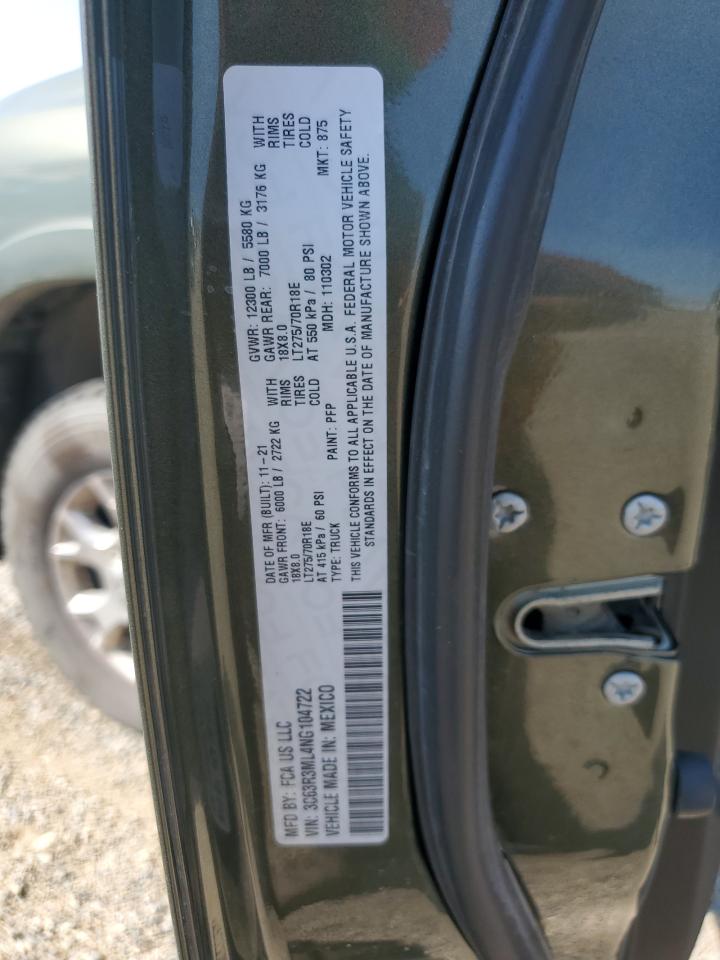 MFD BY: FCA US LLC
DATE OF MFR (BUILT): 11-21
GVWR: 12300 LB / 5580 KG
GAWR FRONT: 6000 LB / 2722 KG WITH
18X8.0 RIMS
LT275/70R18E TIRES
AT 415 kPa / 60 PSI COLD
GAWR REAR: 7000 LB / 3176 KG WITH
18X8.0 RIMS
LT275/70R18E TIRES
AT 550 kPa / 80 PSI COLD
VIN: 3C63R3ML4NG104722
TYPE: TRUCK PAINT: PFP MDH: 110302 MKT: 875
VEHICLE MADE IN: MEXICO
THIS VEHICLE CONFORMS TO ALL APPLICABLE U.S.A. FEDERAL MOTOR VEHICLE SAFETY
STANDARDS IN EFFECT ON THE DATE OF MANUFACTURE SHOWN ABOVE.